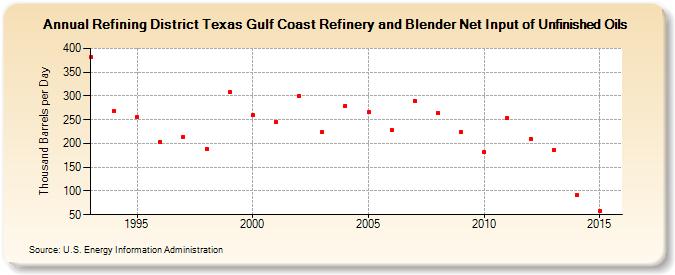 Annual Refining District Texas Gulf Coast Refinery and Blender Net Input of Unfinished Oils
Thousand Barrels per Day
400
350
300
250
200
150
100
50
1995 2000 2005 2010 2015
Source: U.S. Energy Information Administration